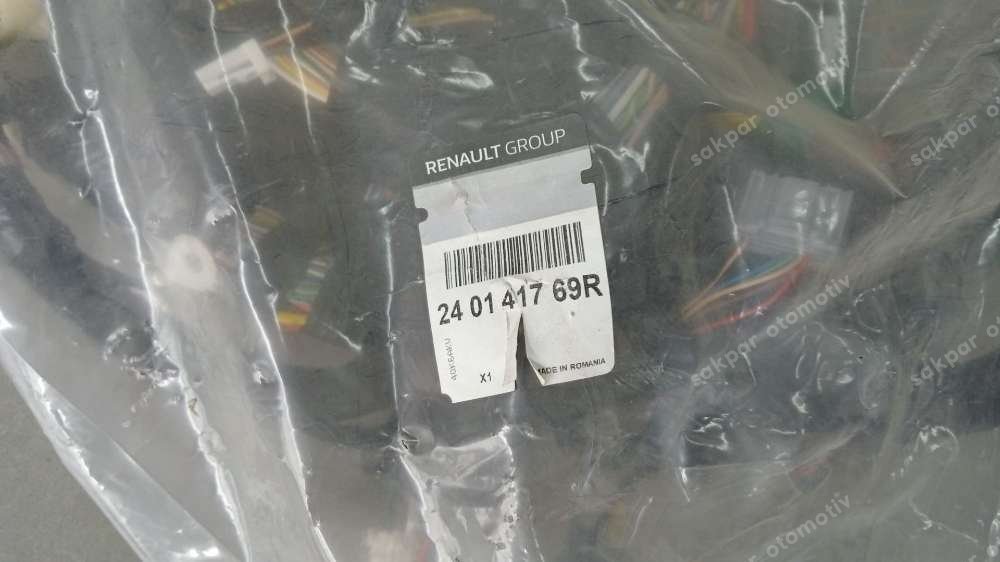 RENAULT GROUP
24 01 417 69R
X1
MADE IN ROMANIA
sakpar otomotiv
sakpar otomotiv
sakpar otomotiv
sakpar otomotiv
sakpar otomotiv